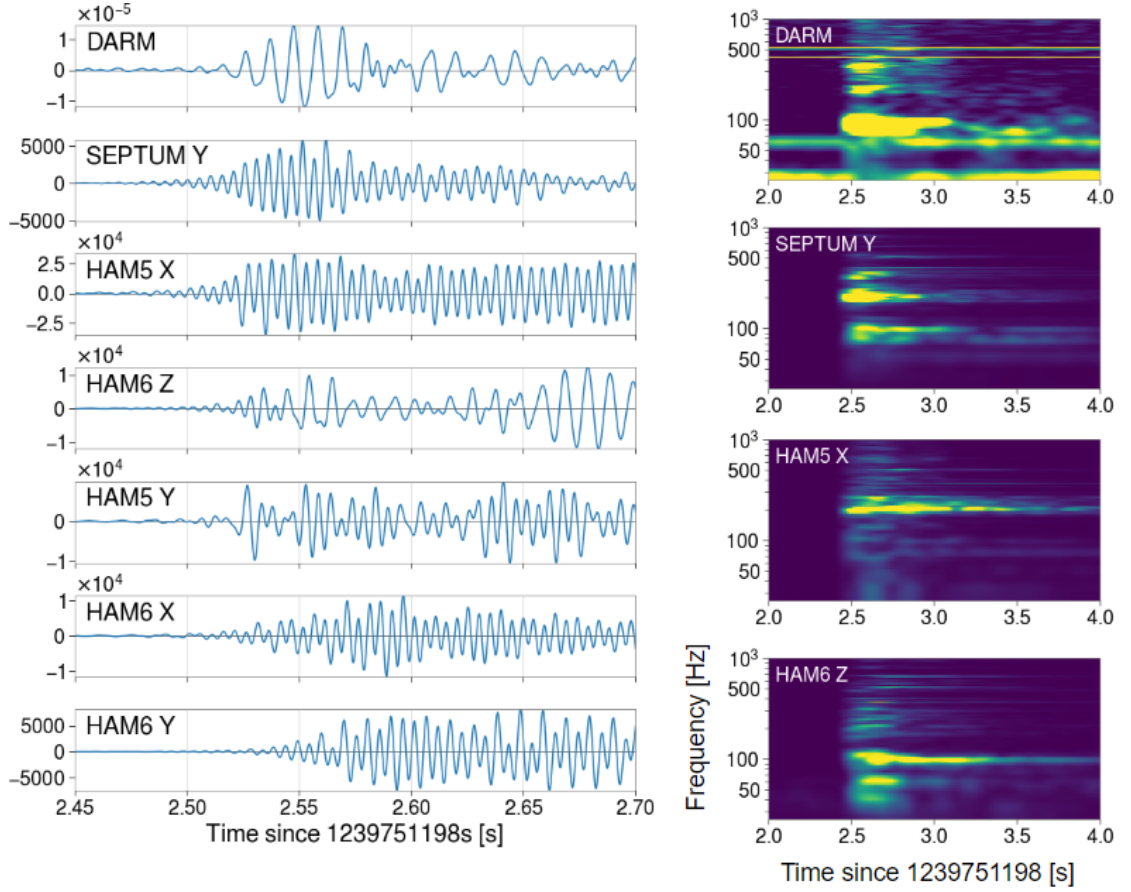 ×10⁻⁵
DARM
1
0
−1
SEPTUM Y
5000
0
−5000
×10⁴
HAM5 X
2.5
0.0
−2.5
×10⁴
HAM6 Z
1
0
−1
×10⁴
HAM5 Y
1
0
−1
×10⁴
HAM6 X
1
0
−1
HAM6 Y
5000
0
−5000
2.45 2.50 2.55 2.60 2.65 2.70
Time since 1239751198s [s]
DARM
10³
500
100
50
2.0 2.5 3.0 3.5 4.0
SEPTUM Y
10³
500
100
50
2.0 2.5 3.0 3.5 4.0
HAM5 X
10³
500
100
50
2.0 2.5 3.0 3.5 4.0
HAM6 Z
10³
500
100
50
2.0 2.5 3.0 3.5 4.0
Frequency [Hz]
Time since 1239751198 [s]